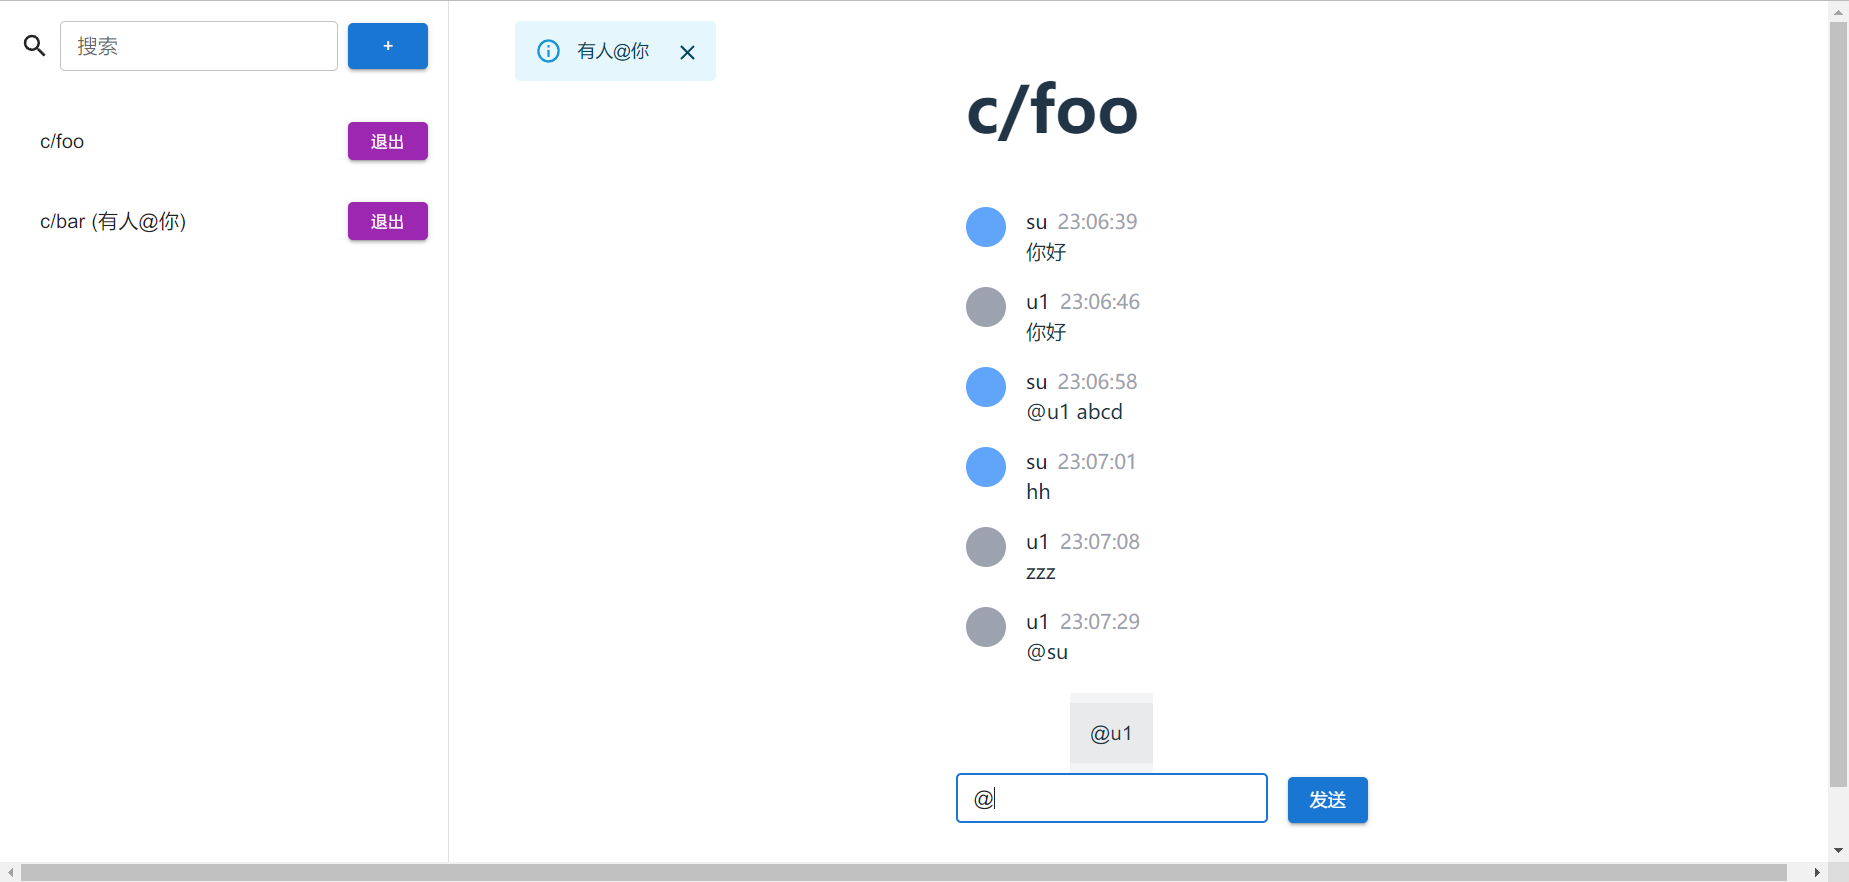 搜索
+
c/foo
退出
c/bar (有人@你)
退出
有人@你
c/foo
su 23:06:39
你好
u1 23:06:46
你好
su 23:06:58
@u1 abcd
su 23:07:01
hh
u1 23:07:08
zzz
u1 23:07:29
@su
@u1
@
发送